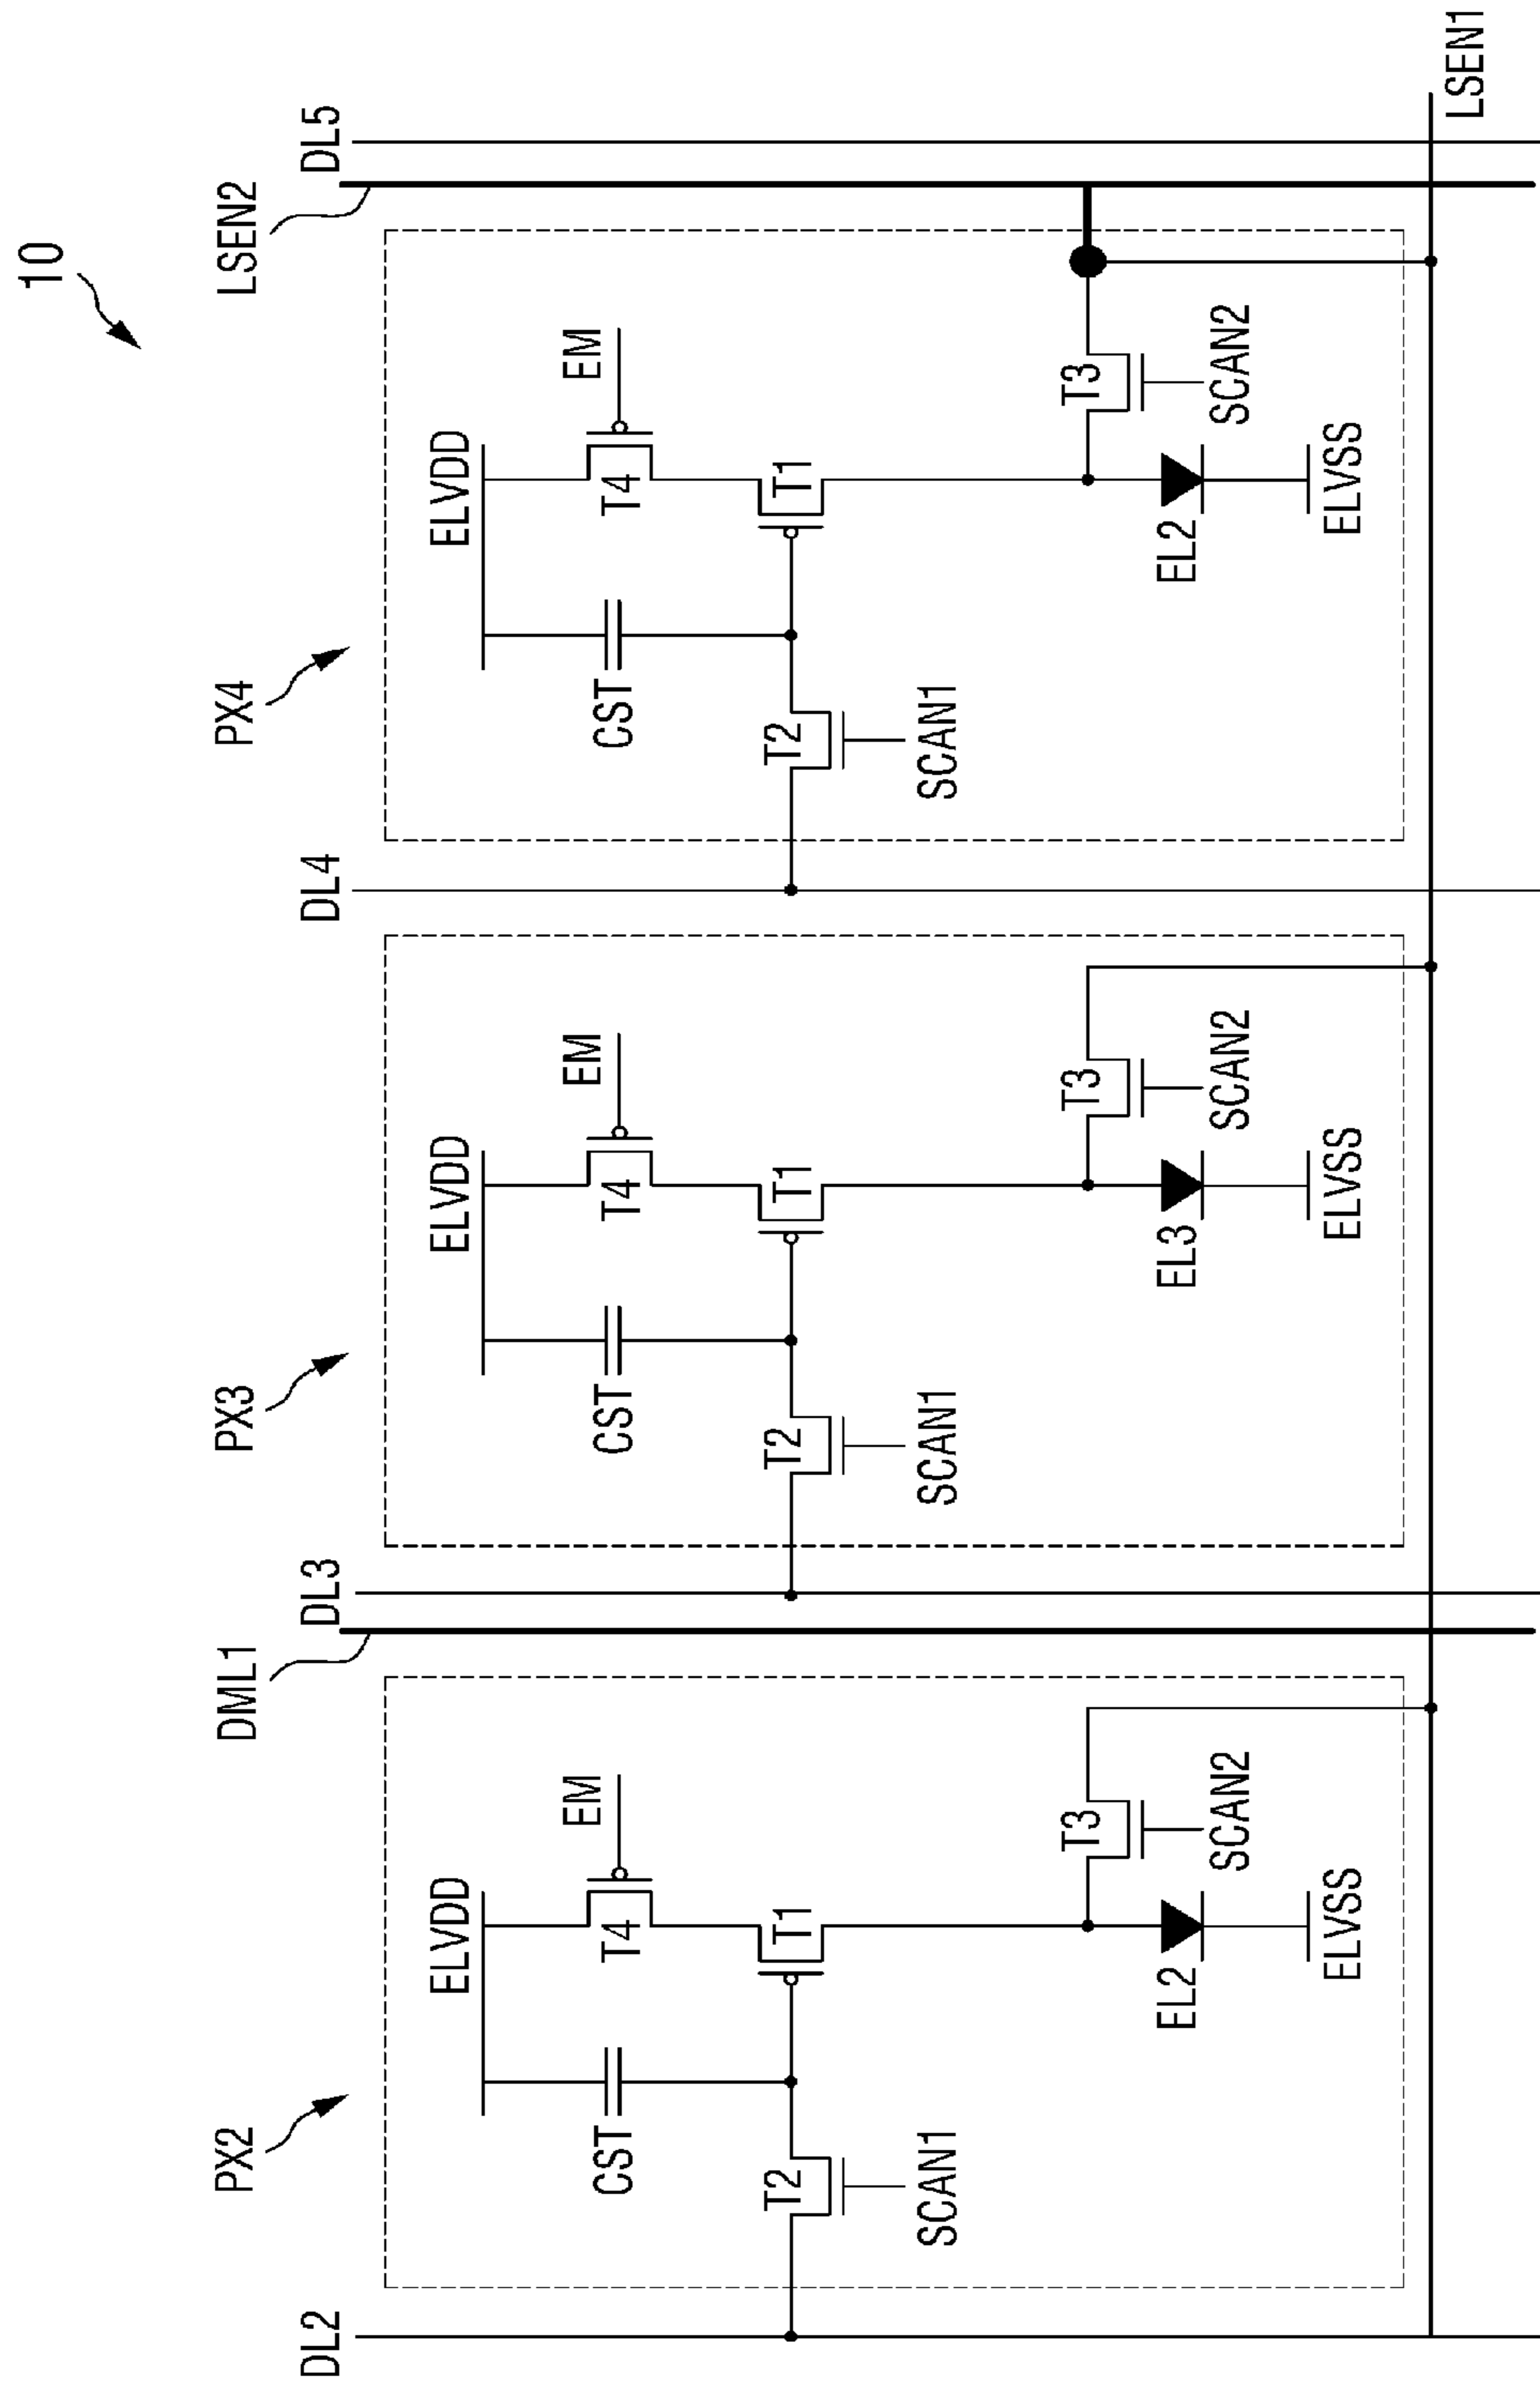 10
PX2
PX3
PX4
DML1
LSEN2
DL2
DL3
DL4
DL5
ELVDD
EM
T4
CST
T1
T2
SCAN1
T3
SCAN2
EL2
ELVSS
ELVDD
EM
T4
CST
T1
T2
SCAN1
T3
SCAN2
EL3
ELVSS
ELVDD
EM
T4
CST
T1
T2
SCAN1
T3
SCAN2
EL2
ELVSS
LSEN1